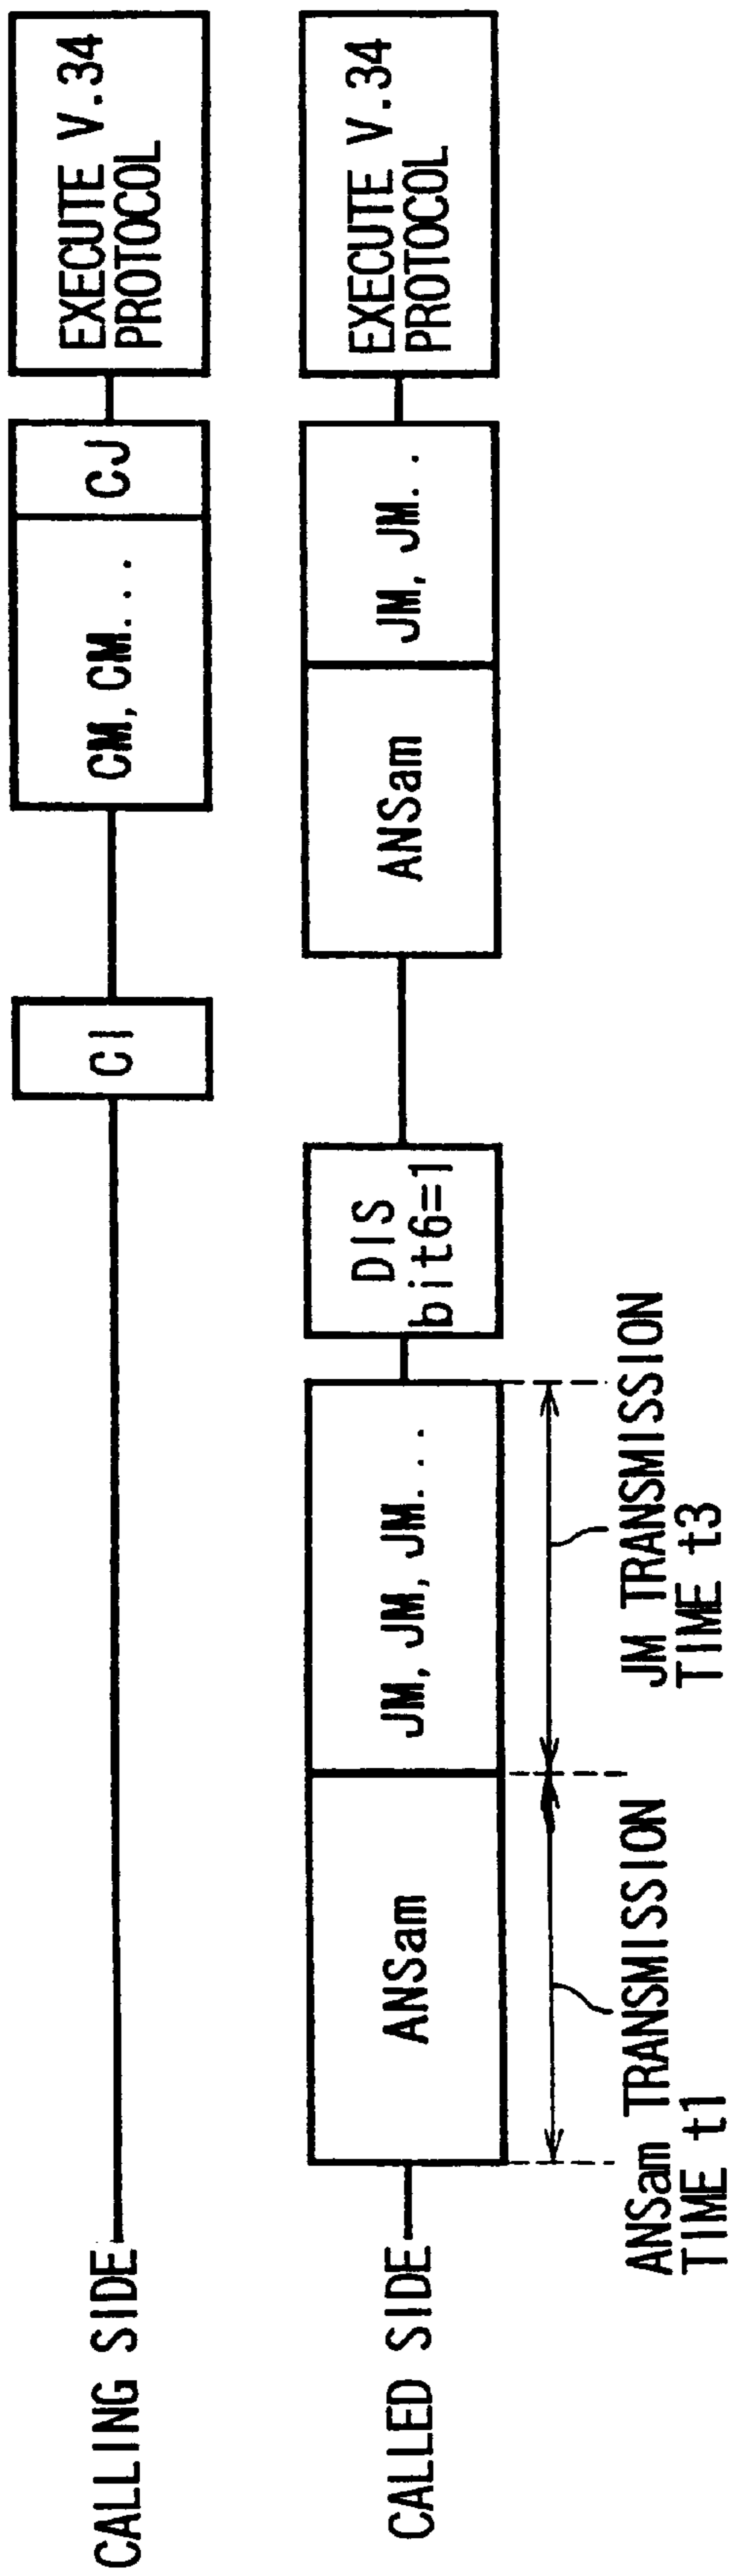 CALLING SIDE
CI
CM, CM...
CJ
EXECUTE V.34
PROTOCOL
CALLED SIDE
ANSam
JM, JM, JM...
DIS
bit6=1
ANSam
JM, JM..
EXECUTE V.34
PROTOCOL
ANSam TRANSMISSION
TIME t1
JM TRANSMISSION
TIME t3